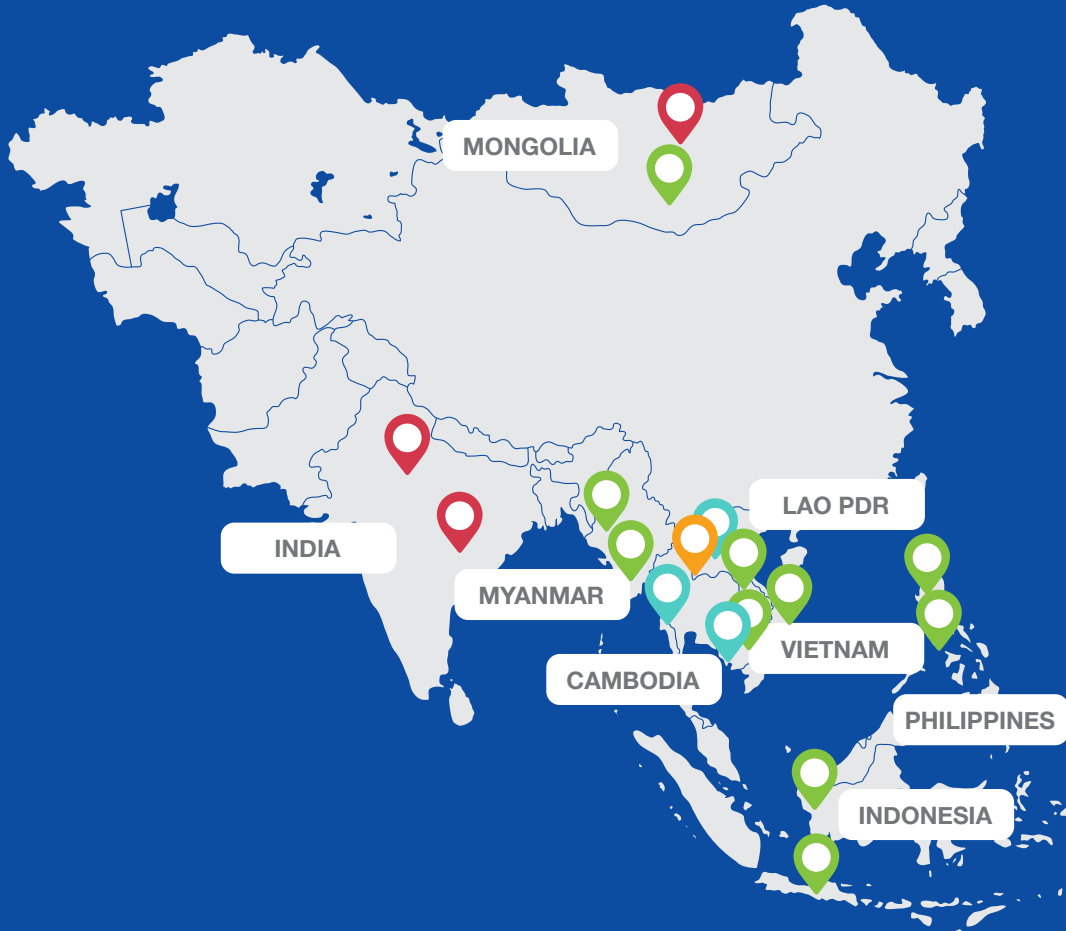 MONGOLIA
LAO PDR
INDIA
MYANMAR
VIETNAM
CAMBODIA
PHILIPPINES
INDONESIA